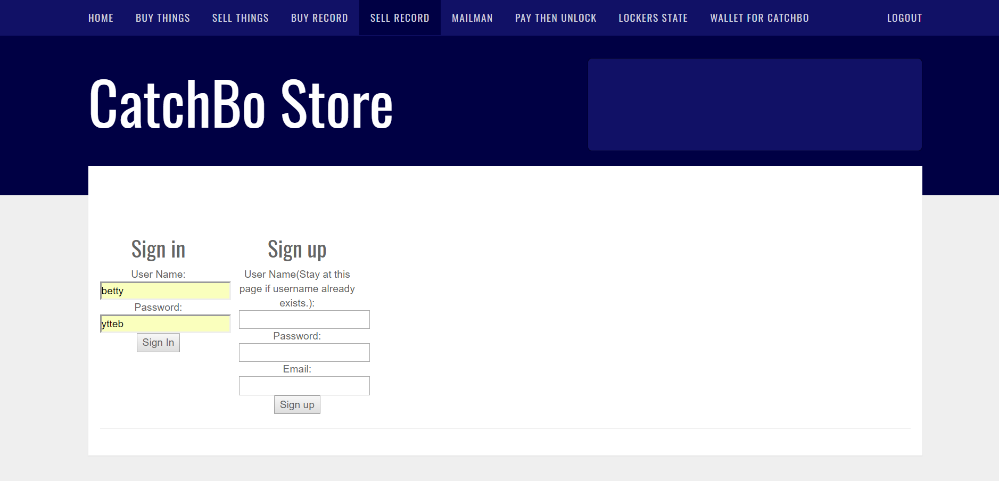 HOME BUY THINGS SELL THINGS BUY RECORD SELL RECORD MAILMAN PAY THEN UNLOCK LOCKERS STATE WALLET FOR CATCHBO LOGOUT
CatchBo Store
Sign in
User Name:
betty
Password:
ytteb
Sign In
Sign up
User Name(Stay at this
page if username already
exists.):
Password:
Email:
Sign up